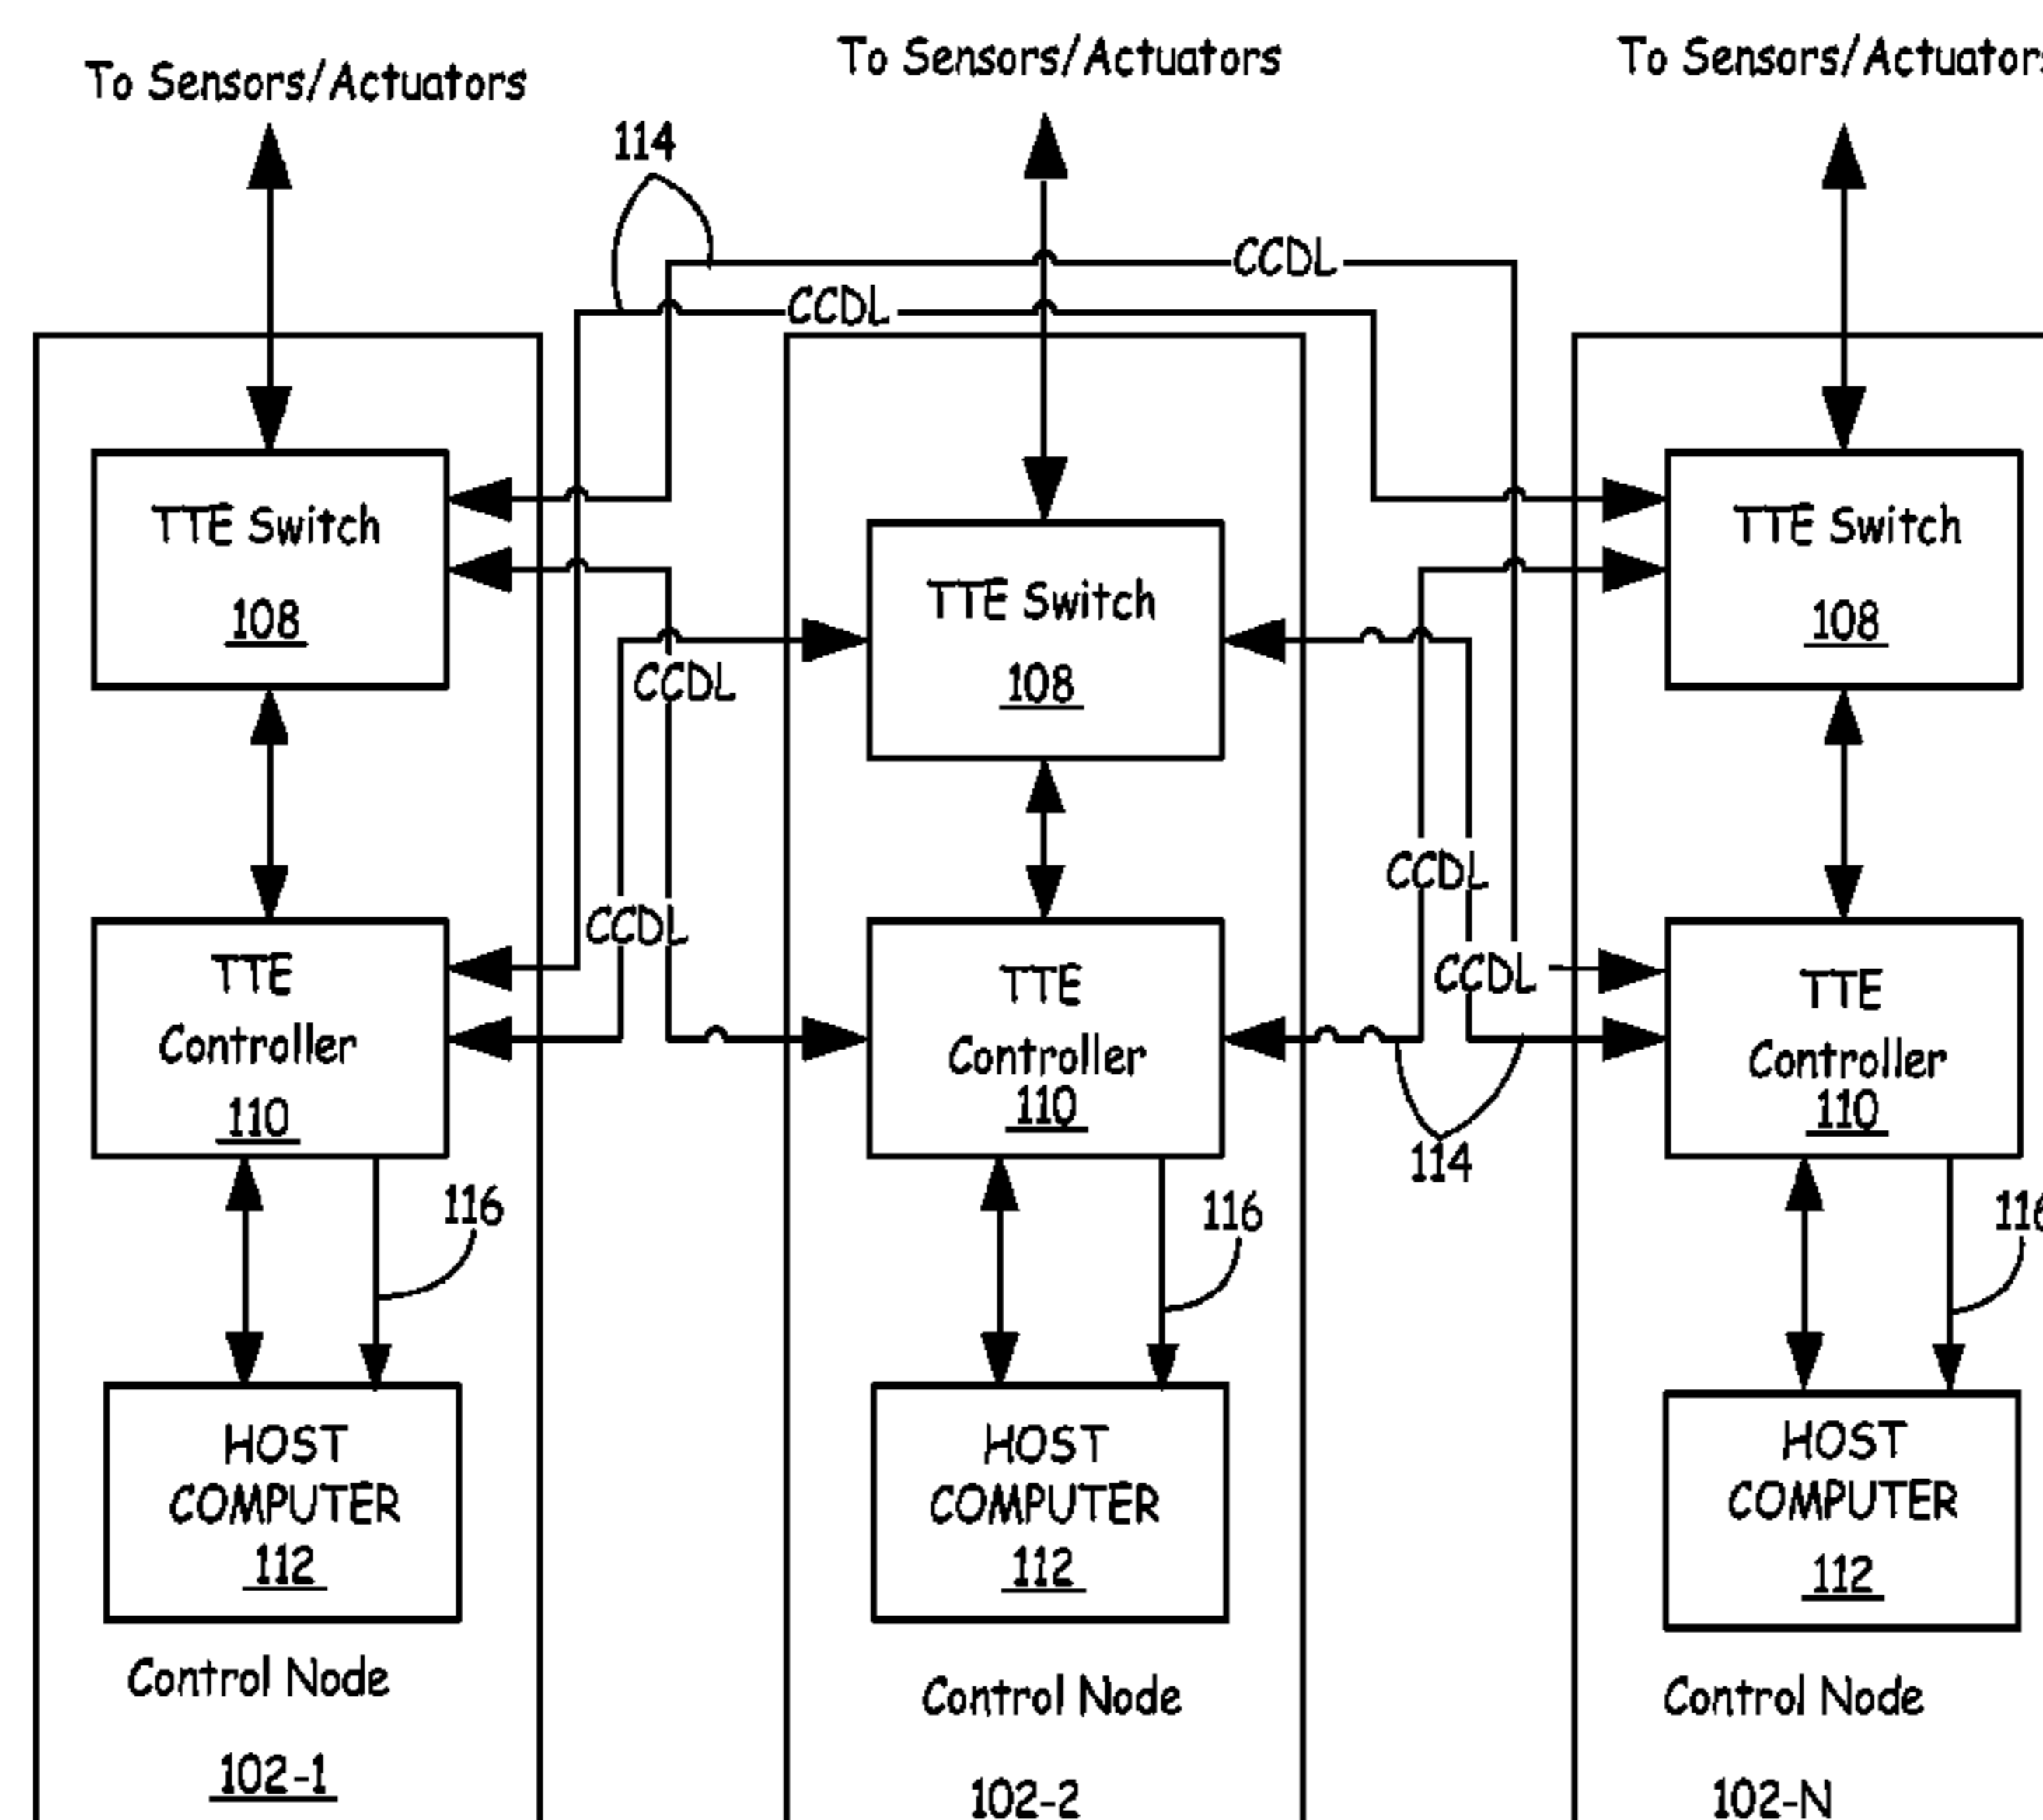 To Sensors/Actuators
To Sensors/Actuators
To Sensors/Actuators
114
CCDL
CCDL
TTE Switch
108
TTE Switch
108
TTE Switch
108
CCDL
CCDL
CCDL
CCDL
TTE
Controller
110
TTE
Controller
110
TTE
Controller
110
114
116
116
116
HOST
COMPUTER
112
HOST
COMPUTER
112
HOST
COMPUTER
112
Control Node
102-1
Control Node
102-2
Control Node
102-N